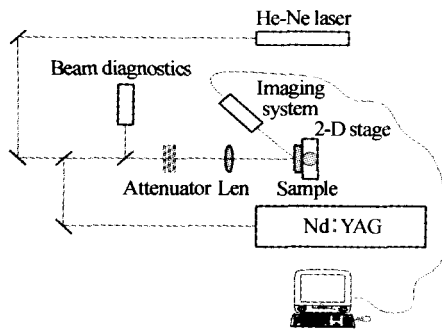 He-Ne laser
Beam diagnostics
Imaging
system
2-D stage
Attenuator
Len
Sample
Nd:YAG